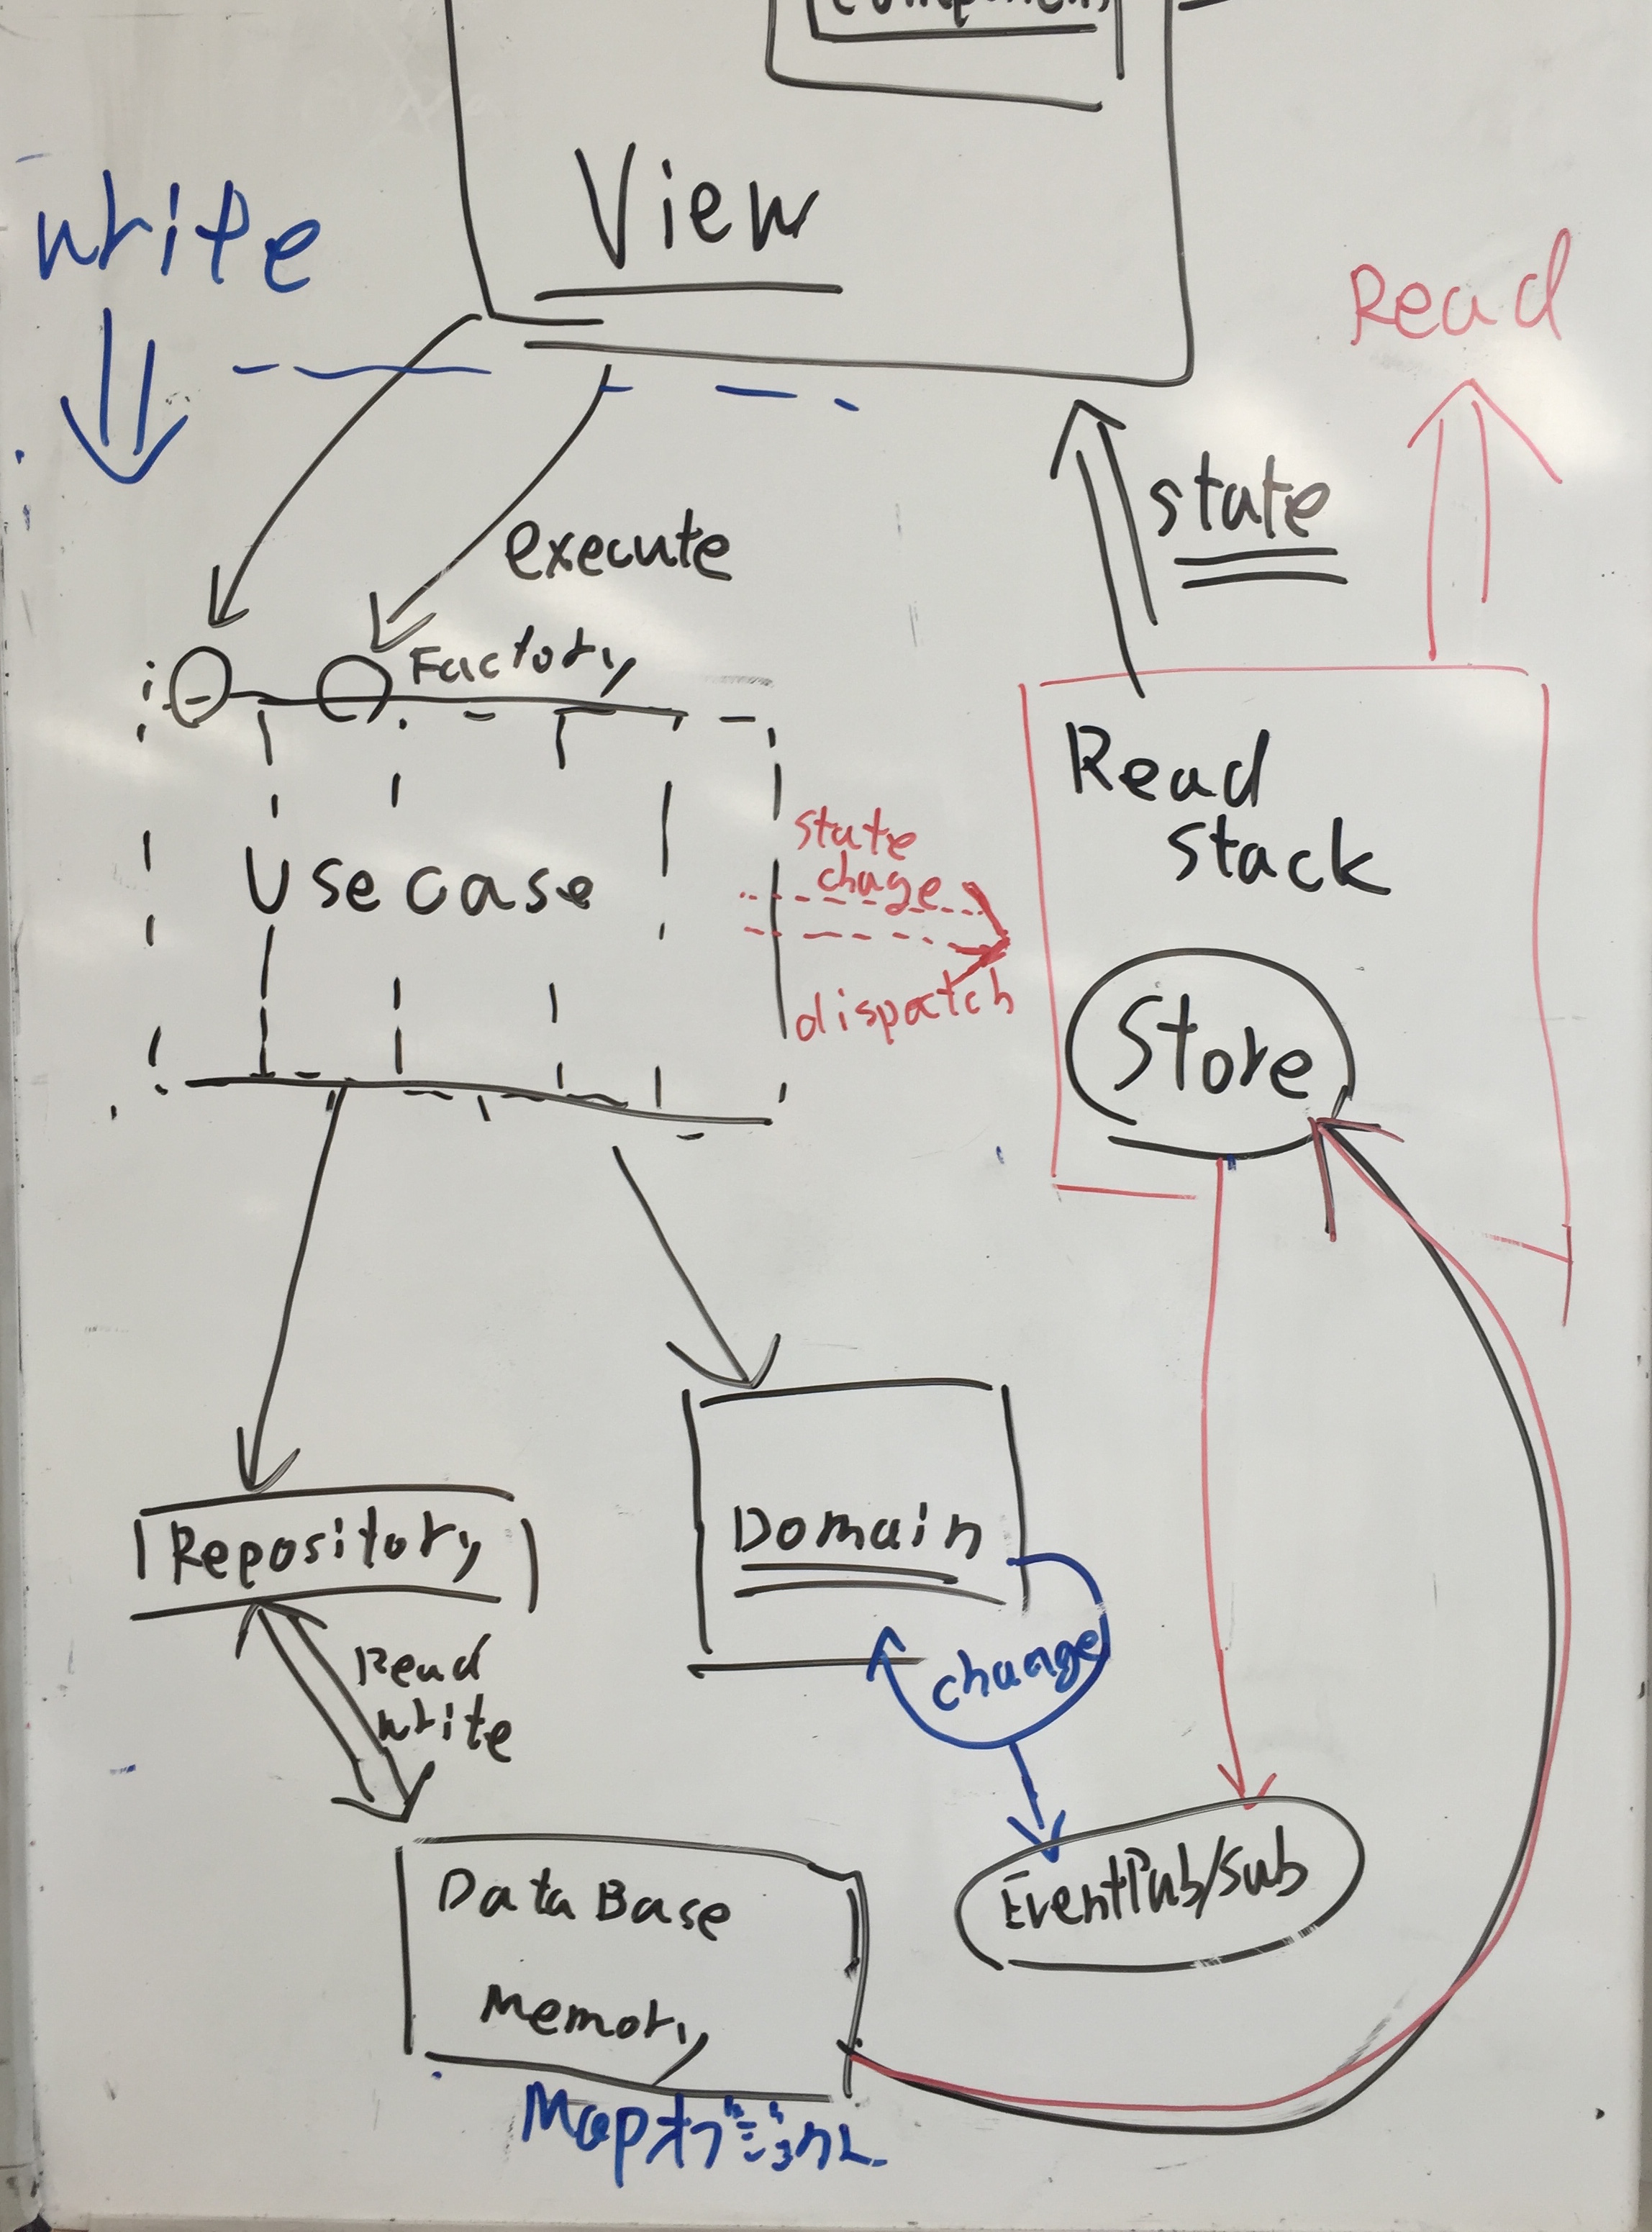 Component
View
write
Read
state
execute
Factory
Usecase
state
chage
dispatch
Read
stack
Store
Repository
Domain
Read
write
change
DataBase
Memory
EventPub/Sub
Mapオブジェクト